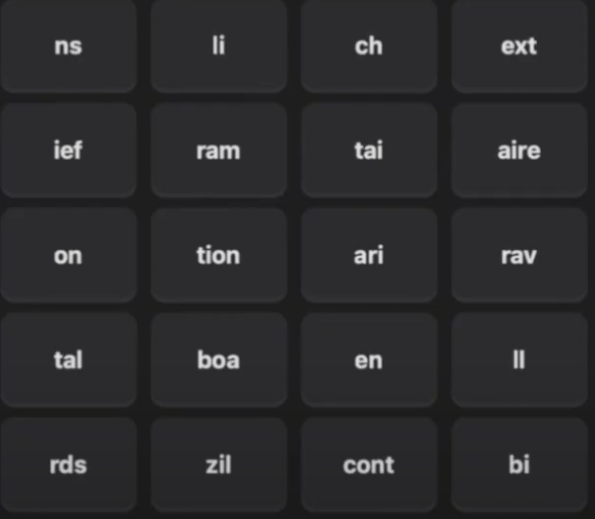 ns li ch ext
ief ram tai aire
on tion ari rav
tal boa en ll
rds zil cont bi